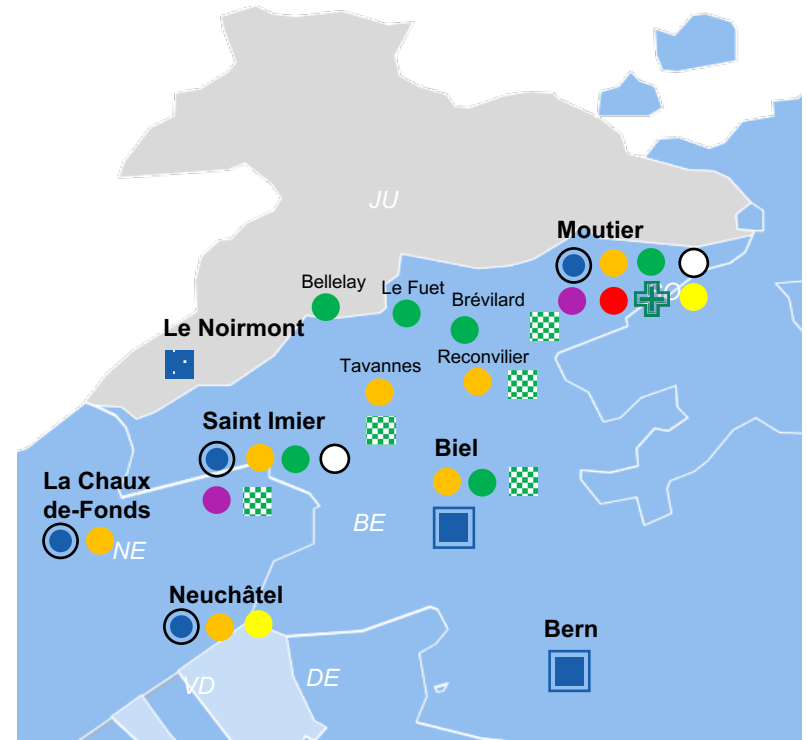 JU
Moutier
Bellelay
Le Fuet
Brévilard
Le Noirmont
Tavannes
Reconvilier
Saint Imier
Biel
La Chaux
de-Fonds
BE
NE
Neuchâtel
Bern
DE
VD